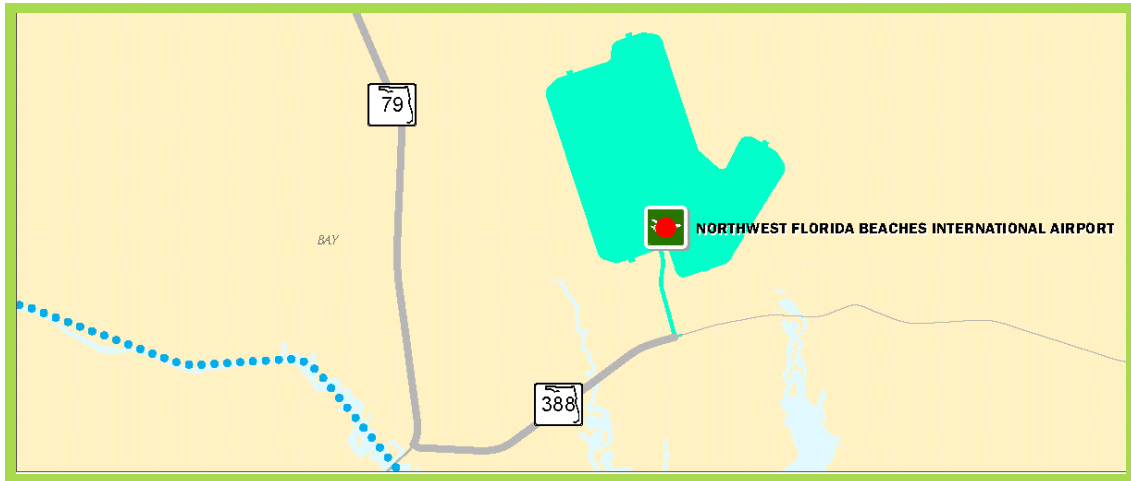 79
BAY
NORTHWEST FLORIDA BEACHES INTERNATIONAL AIRPORT
388